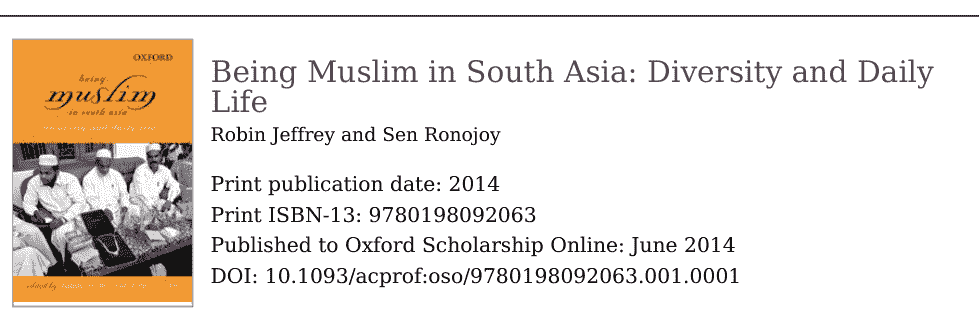 OXFORD
being
muslim
in south asia
Being Muslim in South Asia: Diversity and Daily
Life
Robin Jeffrey and Sen Ronojoy
Print publication date: 2014
Print ISBN-13: 9780198092063
Published to Oxford Scholarship Online: June 2014
DOI: 10.1093/acprof:oso/9780198092063.001.0001
edited by